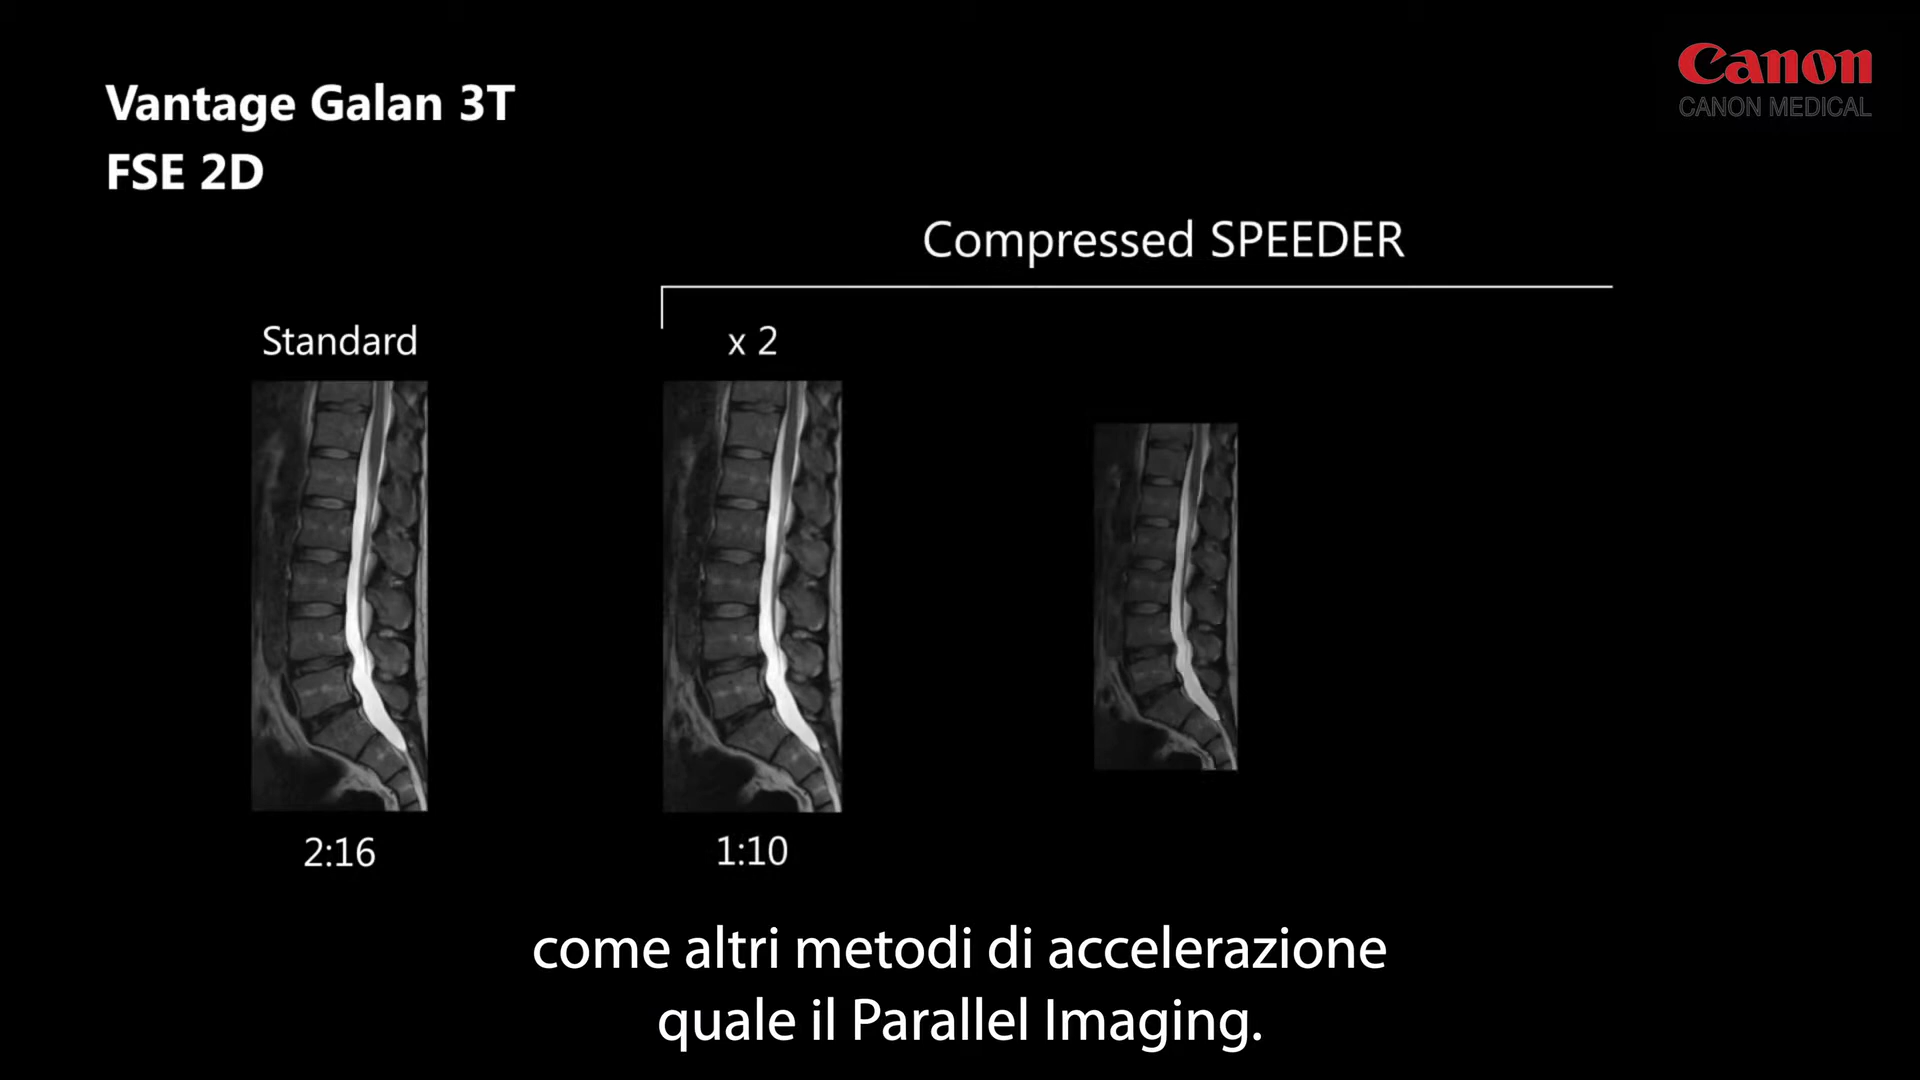 Canon
CANON MEDICAL
Vantage Galan 3T
FSE 2D
Compressed SPEEDER
Standard
x 2
2:16
1:10
come altri metodi di accelerazione
quale il Parallel Imaging.